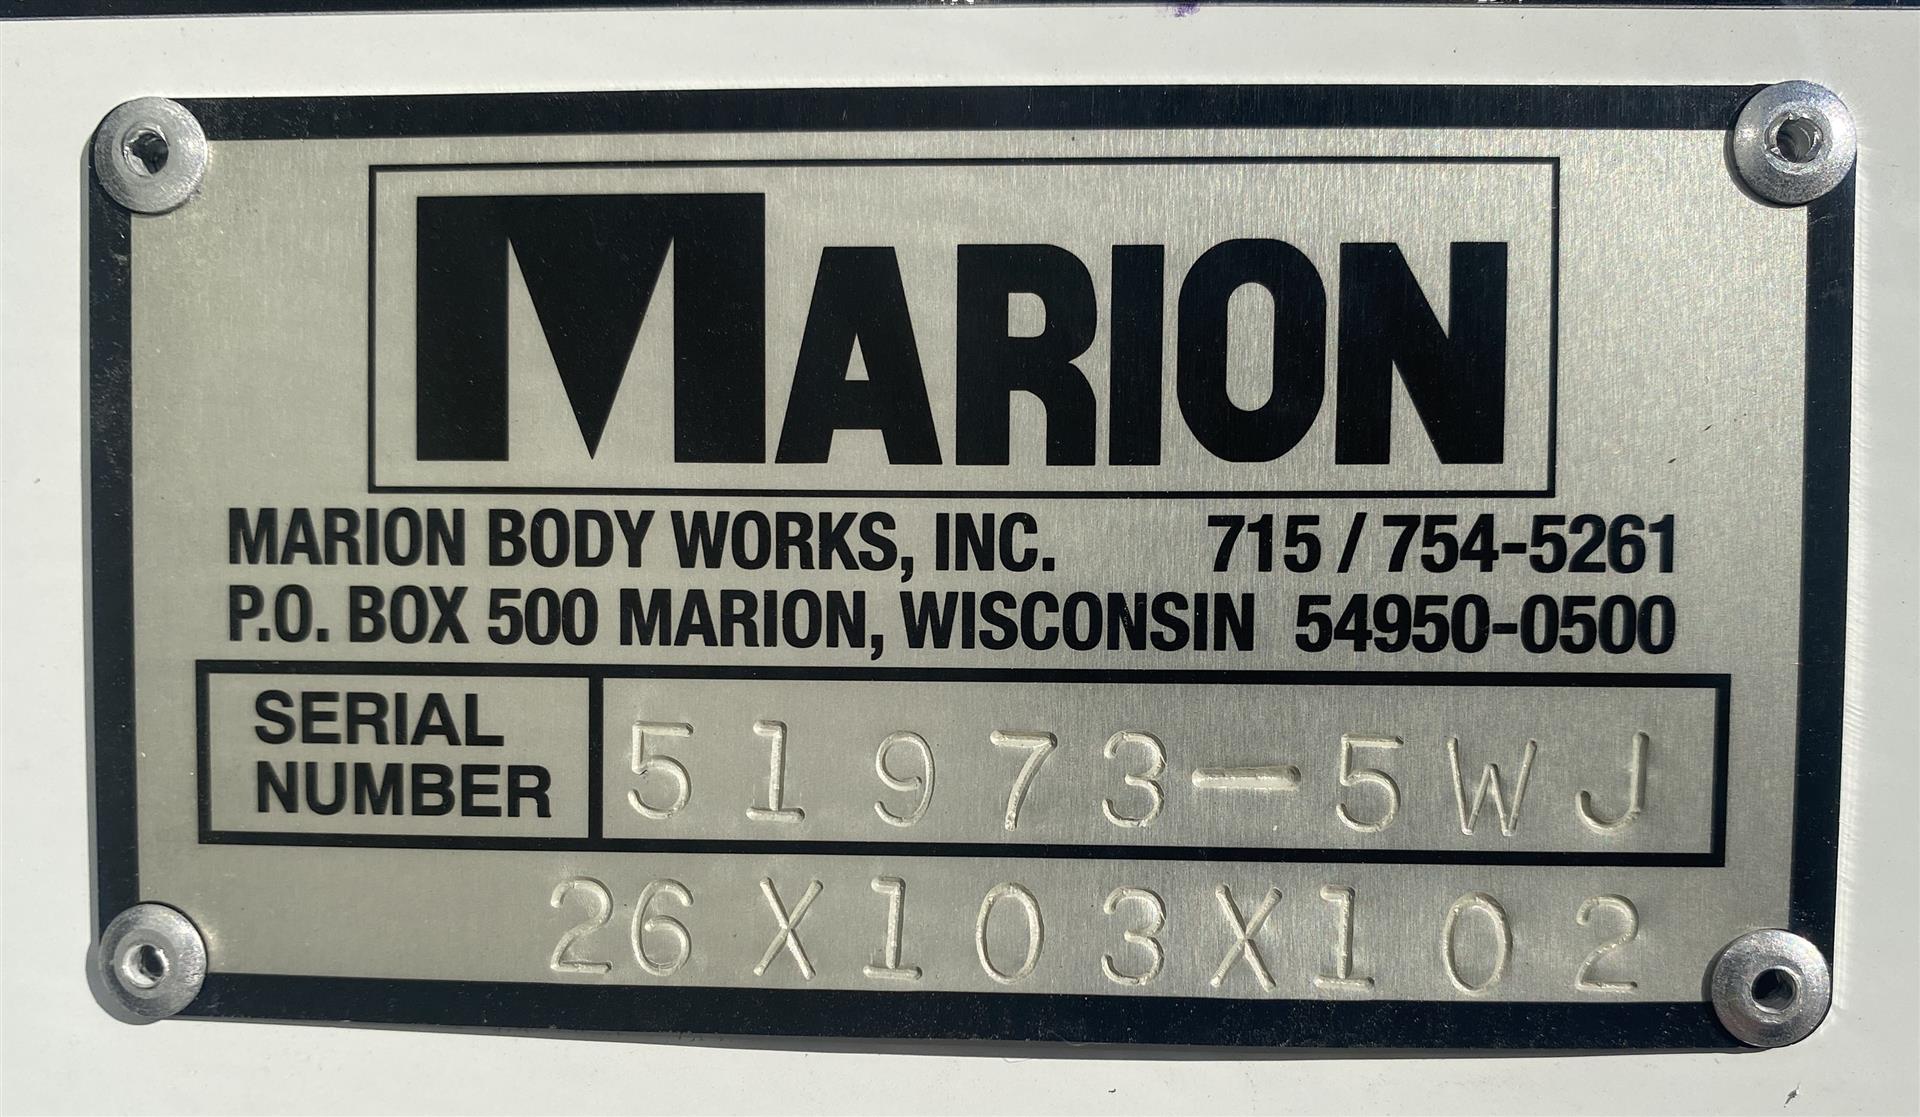 MARION
MARION BODY WORKS, INC. 715 / 754-5261
P.O. BOX 500 MARION, WISCONSIN 54950-0500
SERIAL NUMBER 51973-5WJ
26X103X102